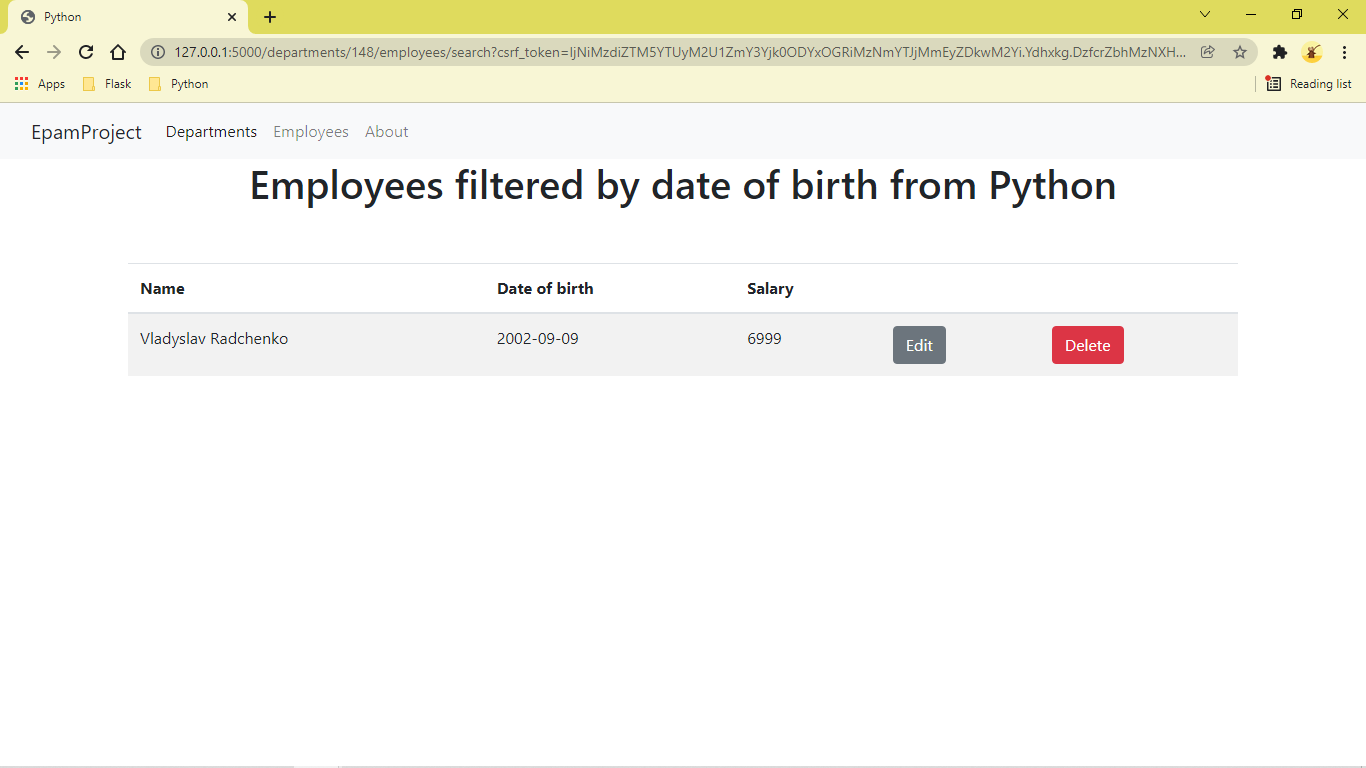 Python
127.0.0.1:5000/departments/148/employees/search?csrf_token=IjNiMzdiZTM5YTUyM2U1ZmY3Yjk0ODYxOGRiMzNmYTJjMmEyZDkwM2Yi.Ydhxkg.DzfcrZbhMzNXH...
Apps Flask Python Reading list
EpamProject Departments Employees About
Employees filtered by date of birth from Python
Name Date of birth Salary
Vladyslav Radchenko 2002-09-09 6999 Edit Delete